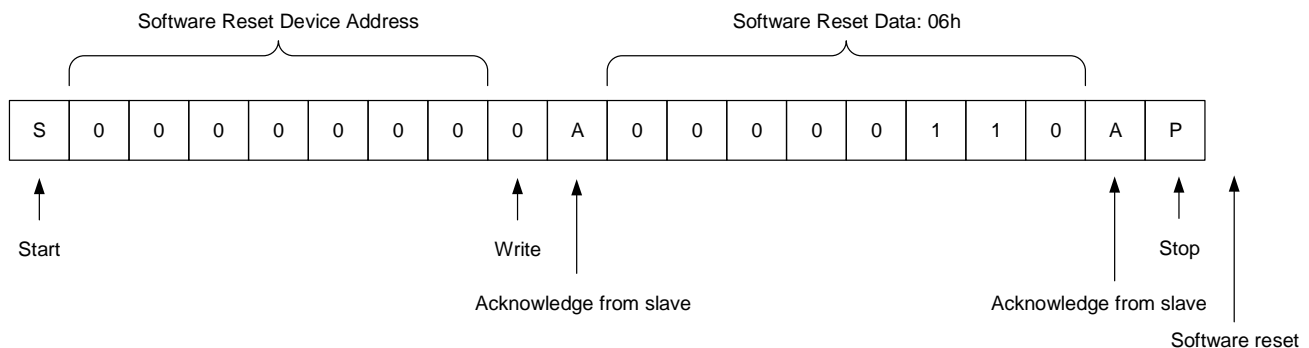 Software Reset Device Address Software Reset Data: 06h
S 0 0 0 0 0 0 0 0 A 0 0 0 0 0 1 1 0 A P
Start Write Stop
Acknowledge from slave Acknowledge from slave
Software reset